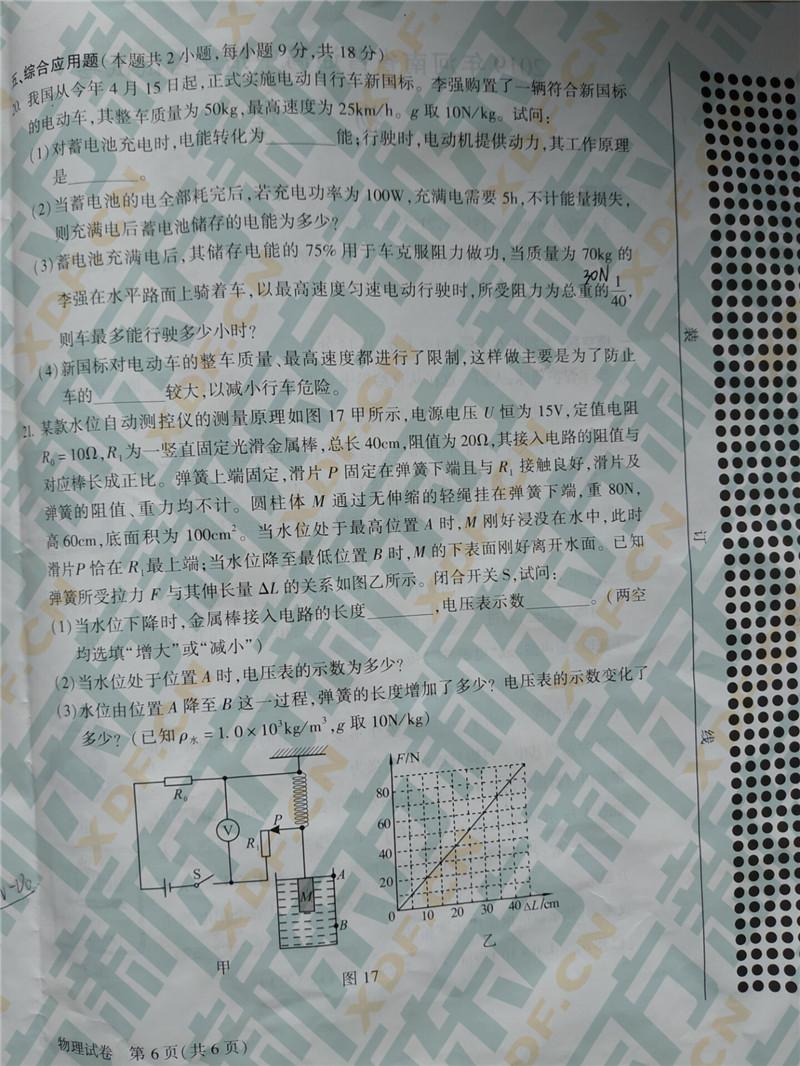 五、综合应用题(本题共2小题,每小题9分,共18分)
20. 我国从今年4月15日起,正式实施电动自行车新国标。李强购置了一辆符合新国标
的电动车,其整车质量为50kg,最高速度为25km/h。g取10N/kg。试问:
(1)对蓄电池充电时,电能转化为________能;行驶时,电动机提供动力,其工作原理
是________。
(2)当蓄电池的电全部耗完后,若充电功率为100W,充满电需要5h,不计能量损失,
则充满电后蓄电池储存的电能为多少?
(3)蓄电池充满电后,其储存电能的75%用于车克服阻力做功,当质量为70kg的
30N
李强在水平路面上骑着车,以最高速度匀速电动行驶时,所受阻力为总重的1/40,
则车最多能行驶多少小时?
(4)新国标对电动车的整车质量、最高速度都进行了限制,这样做主要是为了防止
车的________较大,以减小行车危险。
21. 某款水位自动测控仪的测量原理如图17甲所示,电源电压U恒为15V,定值电阻
R₀=10Ω,R₁为一竖直固定光滑金属棒,总长40cm,阻值为20Ω,其接入电路的阻值与
对应棒长成正比。弹簧上端固定,滑片P固定在弹簧下端且与R₁接触良好,滑片及
弹簧的阻值、重力均不计。圆柱体M通过无伸缩的轻绳挂在弹簧下端,重80N,
高60cm,底面积为100cm²。当水位处于最高位置A时,M刚好浸没在水中,此时
滑片P恰在R₁最上端;当水位降至最低位置B时,M的下表面刚好离开水面。已知
弹簧所受拉力F与其伸长量ΔL的关系如图乙所示。闭合开关S,试问:
(1)当水位下降时,金属棒接入电路的长度________,电压表示数________。(两空
均选填“增大”或“减小”)
(2)当水位处于位置A时,电压表的示数为多少?
(3)水位由位置A降至B这一过程,弹簧的长度增加了多少?电压表的示数变化了
多少?(已知ρ水=1.0×10³kg/m³,g取10N/kg)
R₀
V
S
R₁
P
M
A
B
甲
F/N
80
60
40
20
0
10 20 30 40 ΔL/cm
乙
图17
物理试卷 第6页(共6页)
装
订
线
新东方
XDF.CN